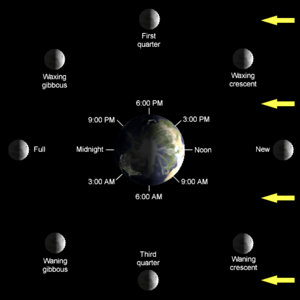 First
quarter
Waxing
gibbous
Waxing
crescent
6:00 PM
9:00 PM
3:00 PM
Full
Midnight
Noon
New
3:00 AM
9:00 AM
6:00 AM
Waning
gibbous
Third
quarter
Waning
crescent